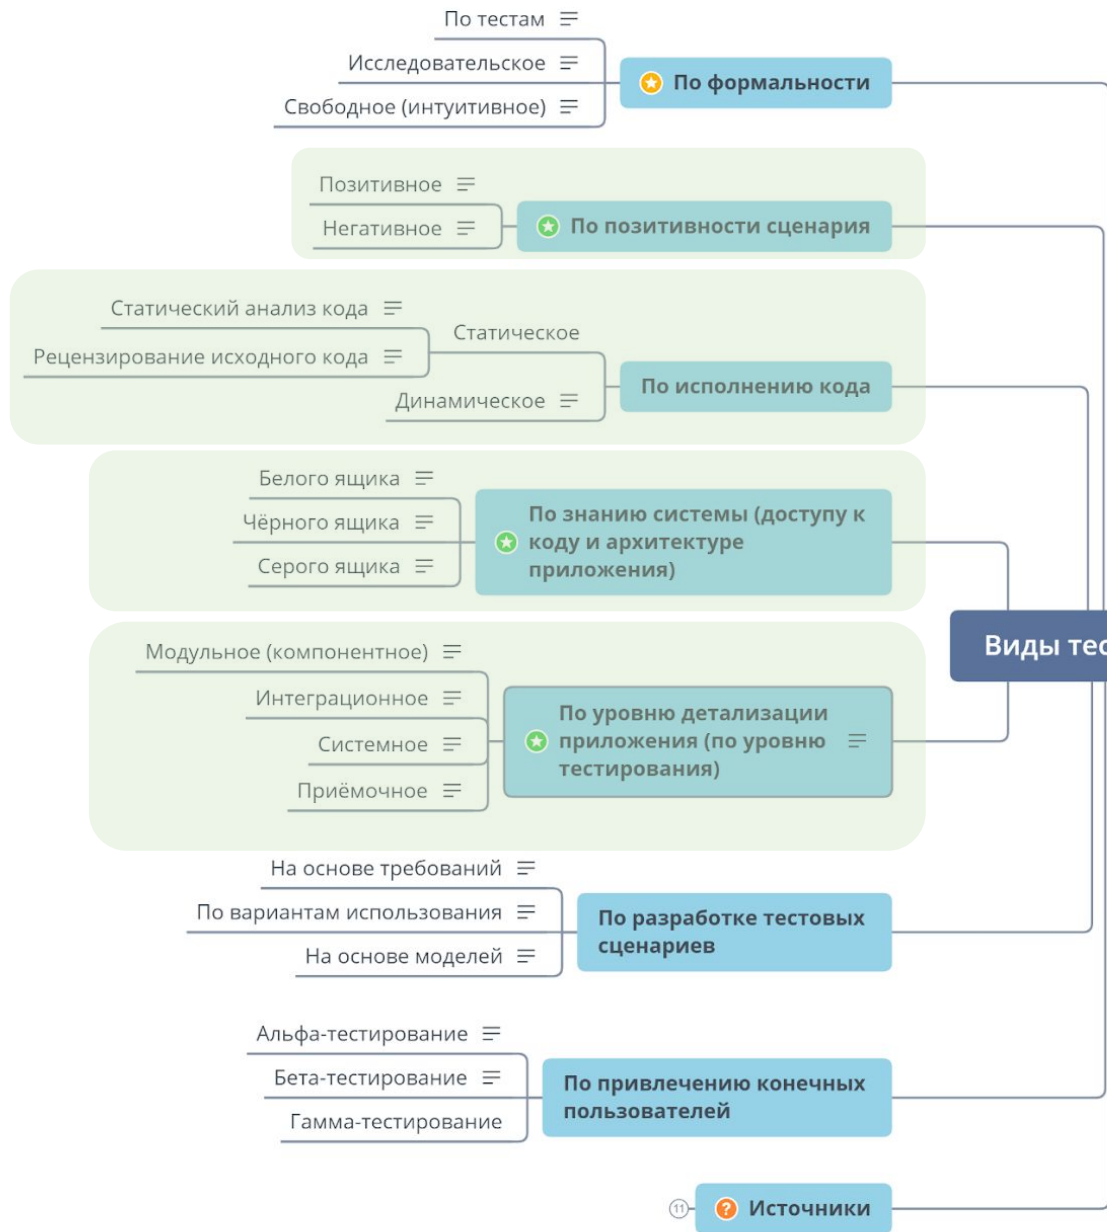 По тестам
Исследовательское
Свободное (интуитивное)
По формальности
Позитивное
Негативное
По позитивности сценария
Статический анализ кода
Рецензирование исходного кода
Статическое
Динамическое
По исполнению кода
Белого ящика
Чёрного ящика
Серого ящика
По знанию системы (доступу к
коду и архитектуре
приложения)
Модульное (компонентное)
Интеграционное
Системное
Приёмочное
По уровню детализации
приложения (по уровню
тестирования)
Виды тес
На основе требований
По вариантам использования
На основе моделей
По разработке тестовых
сценариев
Альфа-тестирование
Бета-тестирование
Гамма-тестирование
По привлечению конечных
пользователей
11
? Источники